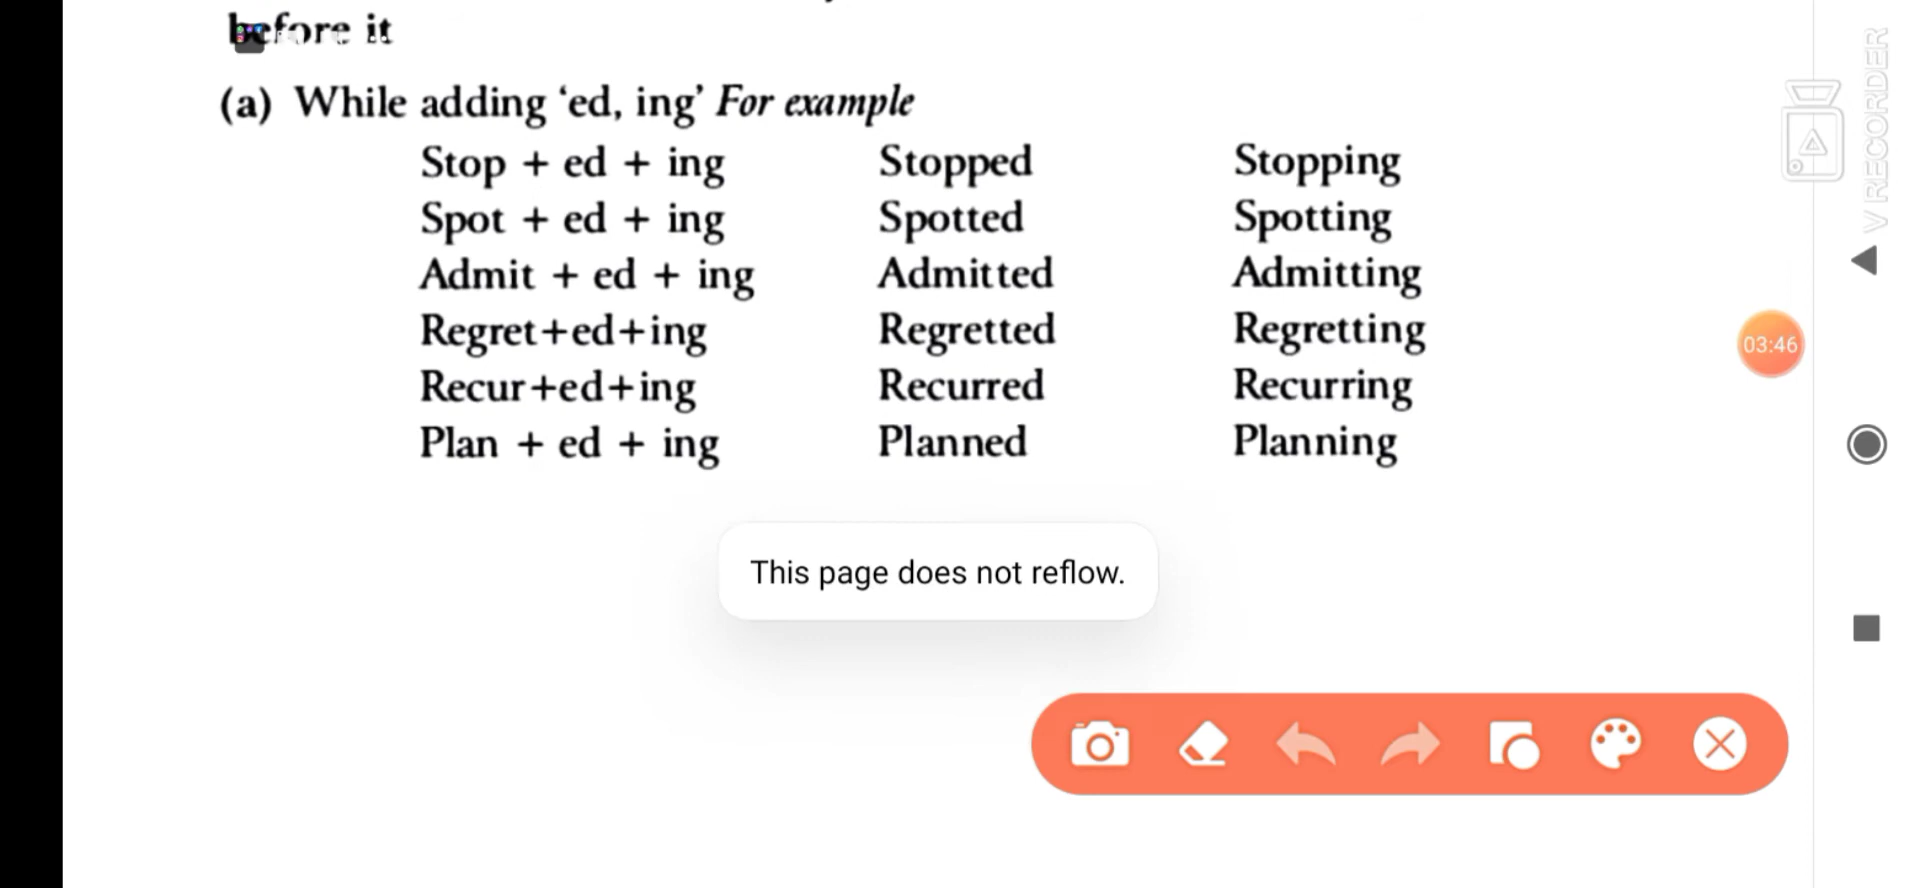 before it
(a) While adding ‘ed, ing’ For example
Stop + ed + ing Stopped Stopping
Spot + ed + ing Spotted Spotting
Admit + ed + ing Admitted Admitting
Regret+ed+ing Regretted Regretting
Recur+ed+ing Recurred Recurring
Plan + ed + ing Planned Planning
This page does not reflow.
03:46
V RECORDER